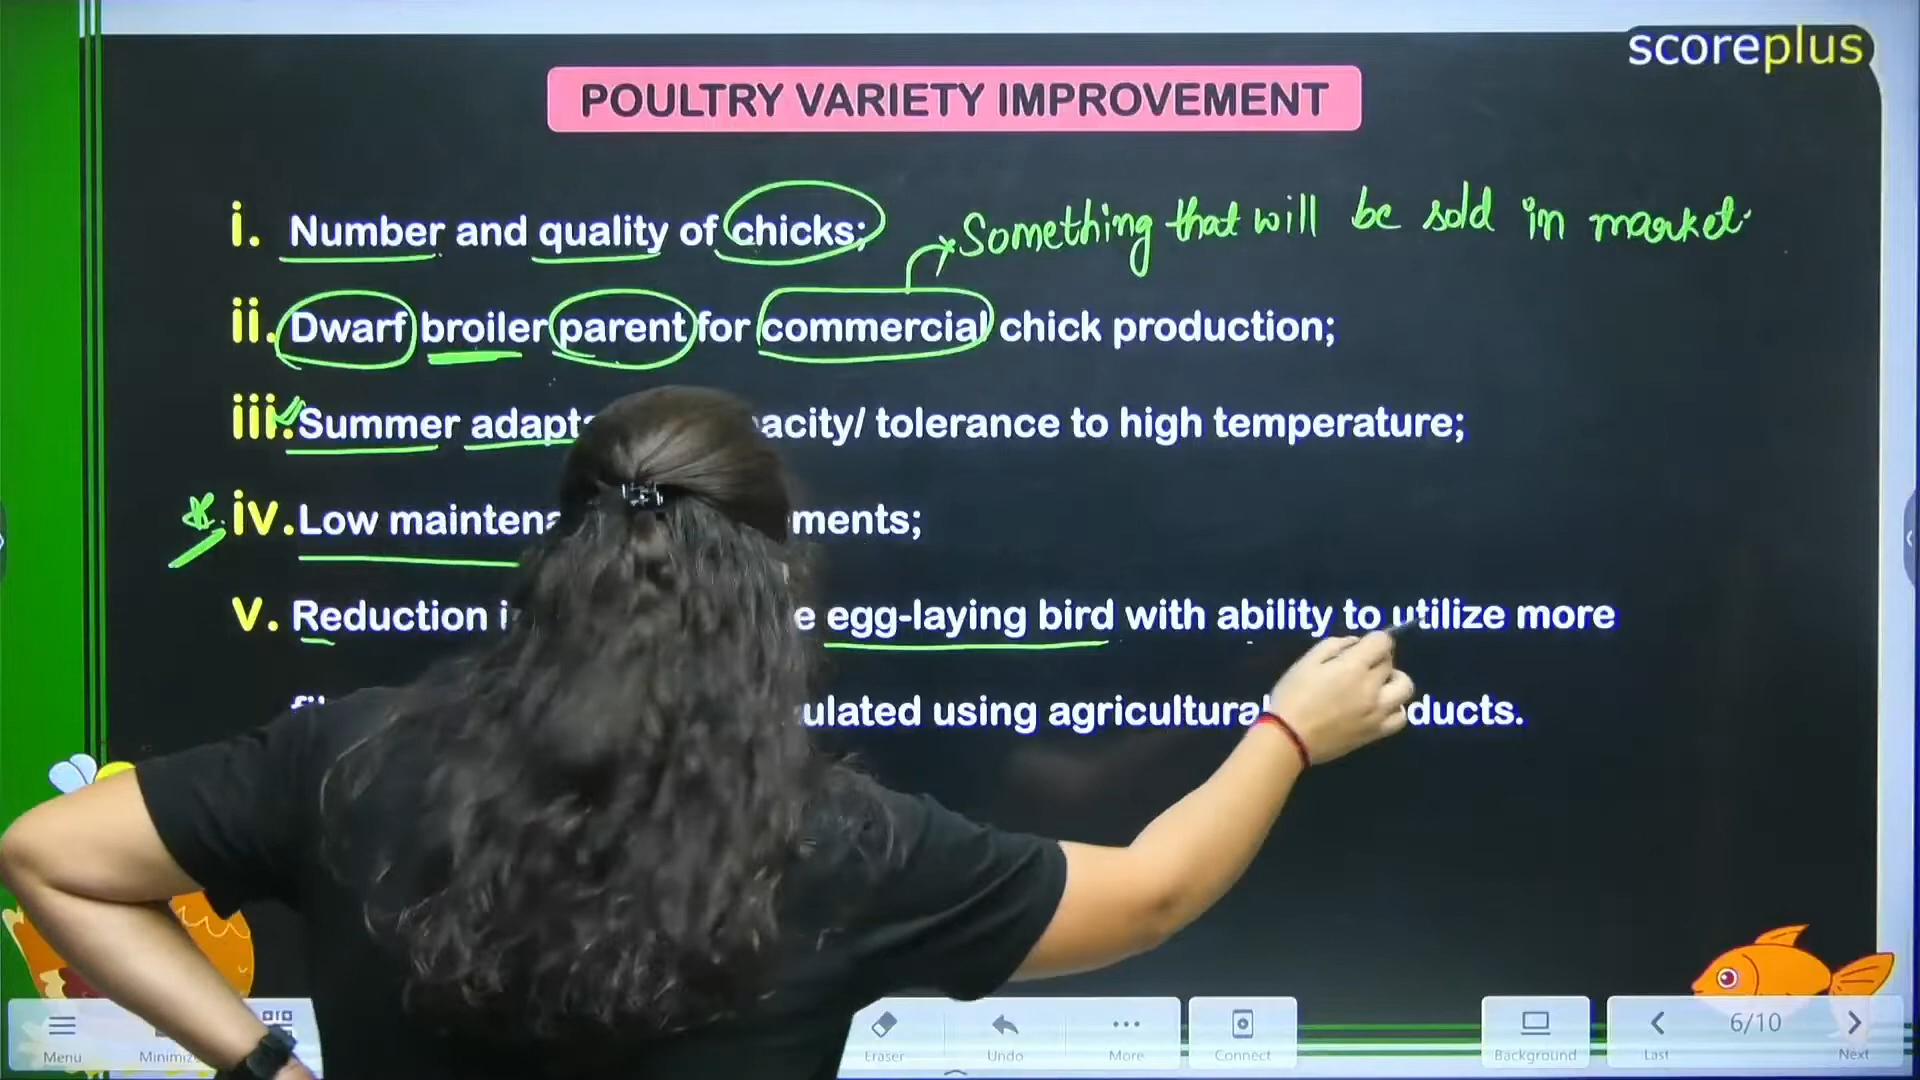 scoreplus
POULTRY VARIETY IMPROVEMENT
i. Number and quality of chicks;
Something that will be sold in market.
ii. Dwarf broiler parent for commercial chick production;
iii. Summer adapt acity/ tolerance to high temperature;
iv. Low maintena ments;
v. Reduction i e egg-laying bird with ability to utilize more
ulated using agricultural ducts.
Menu Minimiz Eraser Undo More Connect Background Last 6/10 Next